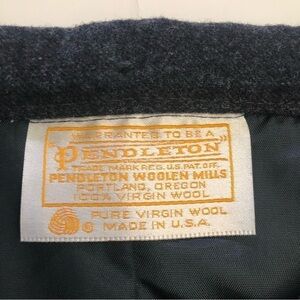 WARRANTED TO BE A
"PENDLETON"
TRADE MARK REG. U.S. PAT. OFF.
PENDLETON WOOLEN MILLS
PORTLAND, OREGON
100% VIRGIN WOOL
PURE VIRGIN WOOL
MADE IN U.S.A.